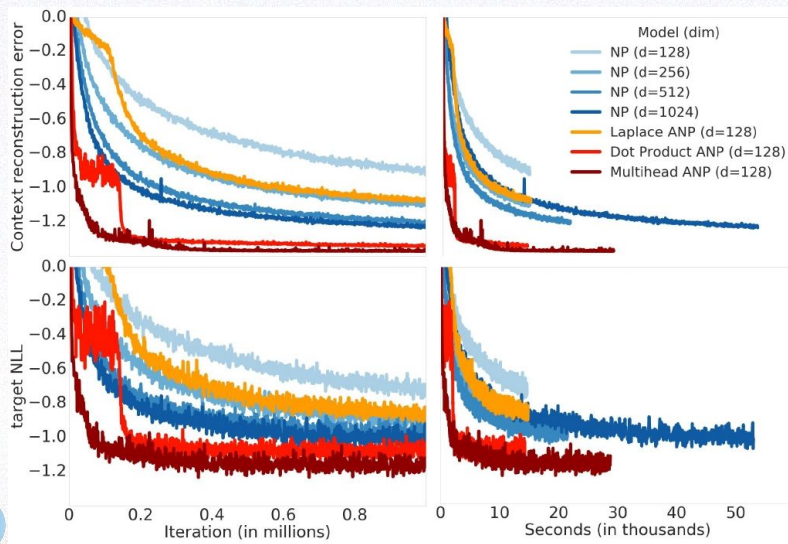 Context reconstruction error
0.0
−0.2
−0.4
−0.6
−0.8
−1.0
−1.2
Model (dim)
NP (d=128)
NP (d=256)
NP (d=512)
NP (d=1024)
Laplace ANP (d=128)
Dot Product ANP (d=128)
Multihead ANP (d=128)
target NLL
0.0
−0.2
−0.4
−0.6
−0.8
−1.0
−1.2
0 0.2 0.4 0.6 0.8
Iteration (in millions)
0 10 20 30 40 50
Seconds (in thousands)